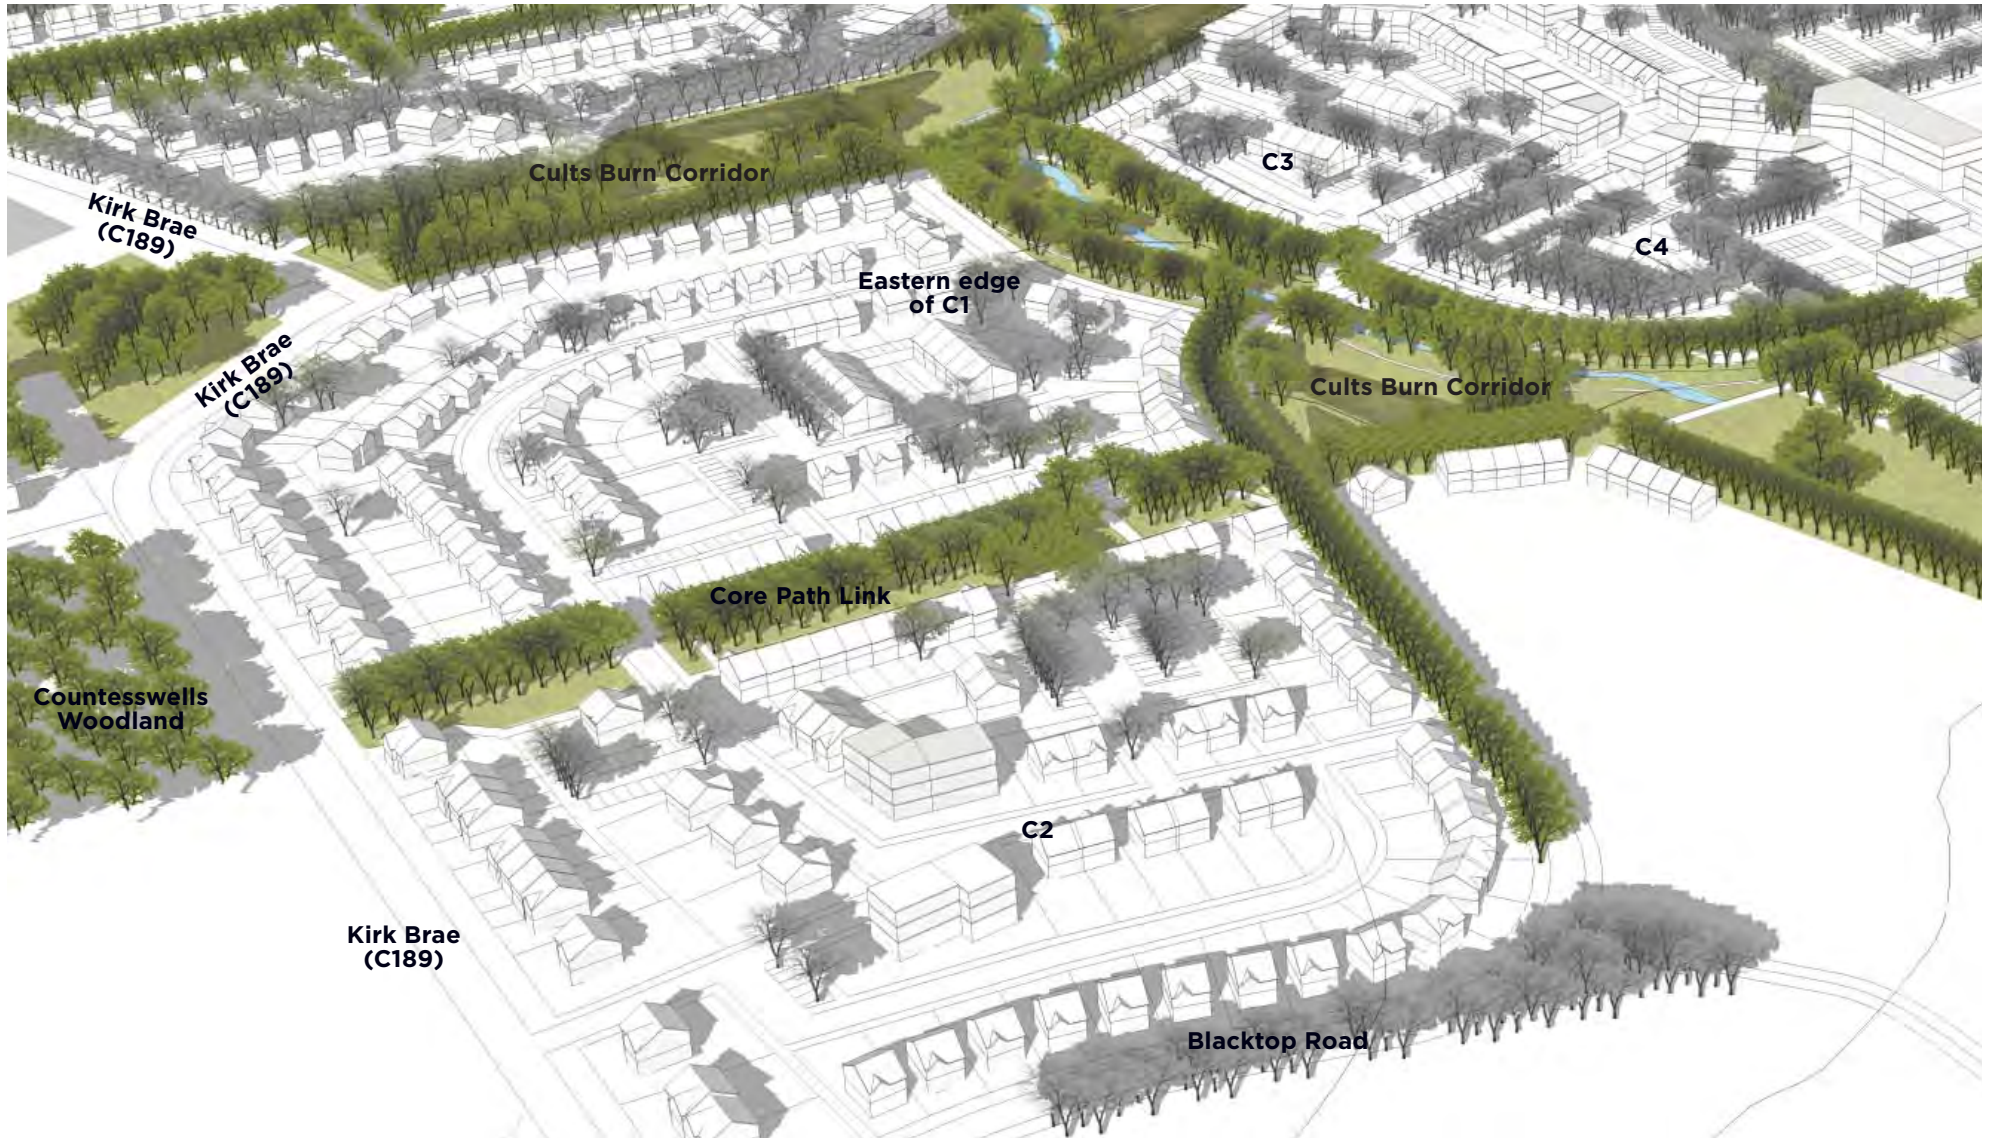 C3
Cults Burn Corridor
Kirk Brae
(C189)
C4
Eastern edge
of C1
Kirk Brae
(C189)
Cults Burn Corridor
Core Path Link
Countesswells
Woodland
C2
Kirk Brae
(C189)
Blacktop Road